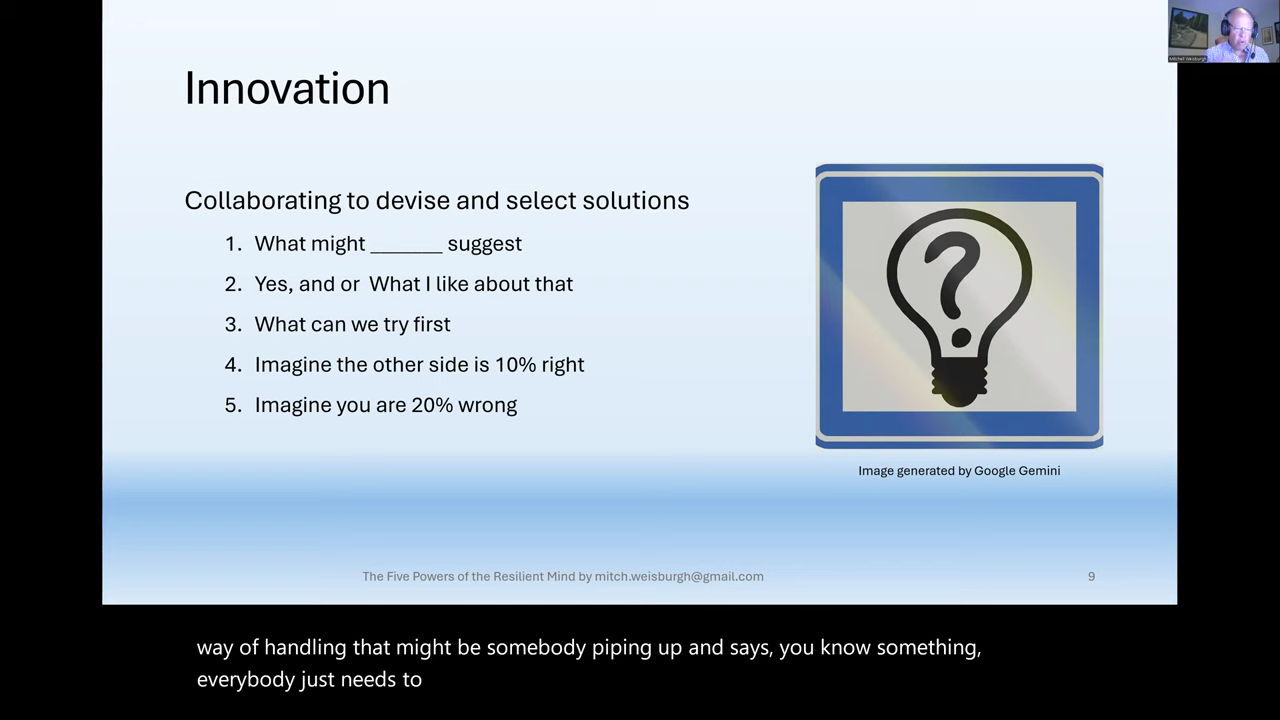 Innovation
Collaborating to devise and select solutions
1. What might _______ suggest
2. Yes, and or  What I like about that
3. What can we try first
4. Imagine the other side is 10% right
5. Imagine you are 20% wrong
?
Image generated by Google Gemini
The Five Powers of the Resilient Mind by mitch.weisburgh@gmail.com
9
Mitchell Weisburgh
way of handling that might be somebody piping up and says, you know something,
everybody just needs to